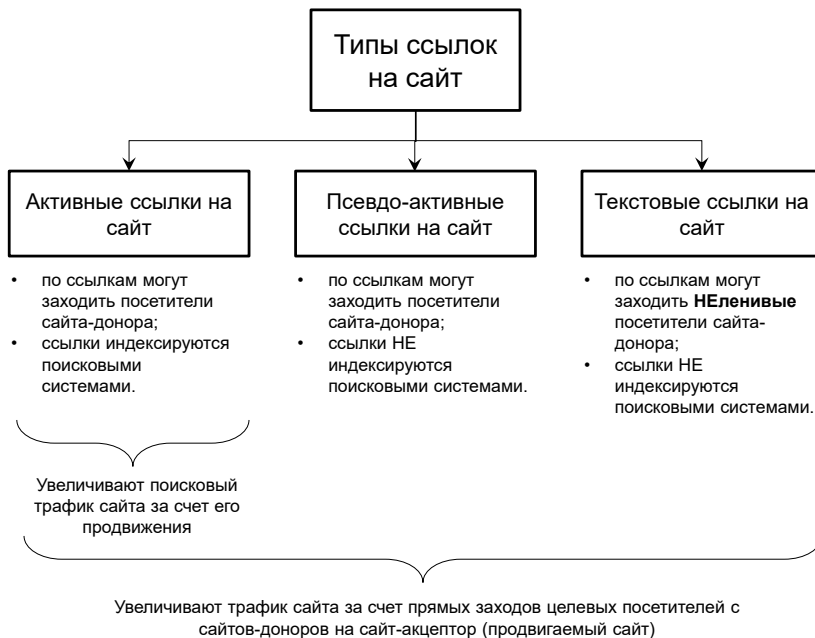 Типы ссылок
на сайт
Активные ссылки на
сайт
Псевдо-активные
ссылки на сайт
Текстовые ссылки на
сайт
• по ссылкам могут
заходить посетители
сайта-донора;
• ссылки индексируются
поисковыми
системами.
• по ссылкам могут
заходить посетители
сайта-донора;
• ссылки НЕ
индексируются
поисковыми системами.
• по ссылкам могут
заходить НЕленивые
посетители сайта-
донора;
• ссылки НЕ
индексируются
поисковыми системами.
Увеличивают поисковый
трафик сайта за счет его
продвижения
Увеличивают трафик сайта за счет прямых заходов целевых посетителей с
сайтов-доноров на сайт-акцептор (продвигаемый сайт)